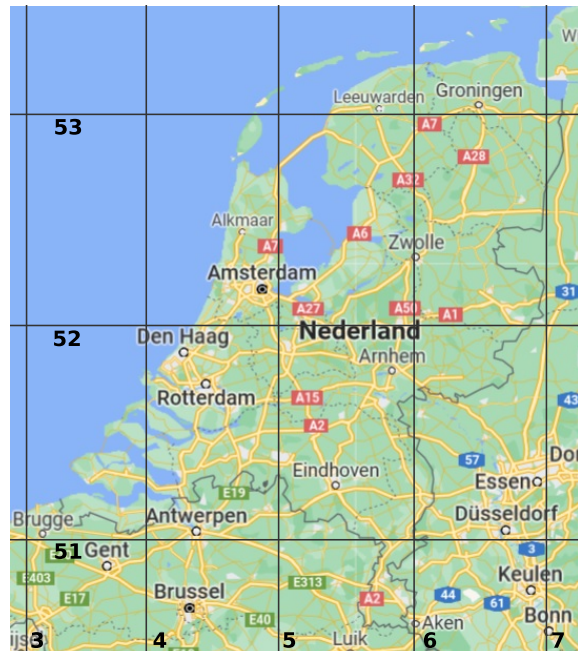 W
Leeuwarden
Groningen
53
A7
A28
A32
Alkmaar
A6
A7
Zwolle
Amsterdam
31
A27
A50
A1
52
Nederland
Den Haag
Arnhem
Rotterdam
A15
43
A2
57
Do
Eindhoven
Essen
E19
Brugge
Antwerpen
Düsseldorf
51
Gent
3
E403
E313
Keulen
E17
Brussel
A2
44
61
E40
Aken
Bonn
ijs
3
4
5
Luik
6
7